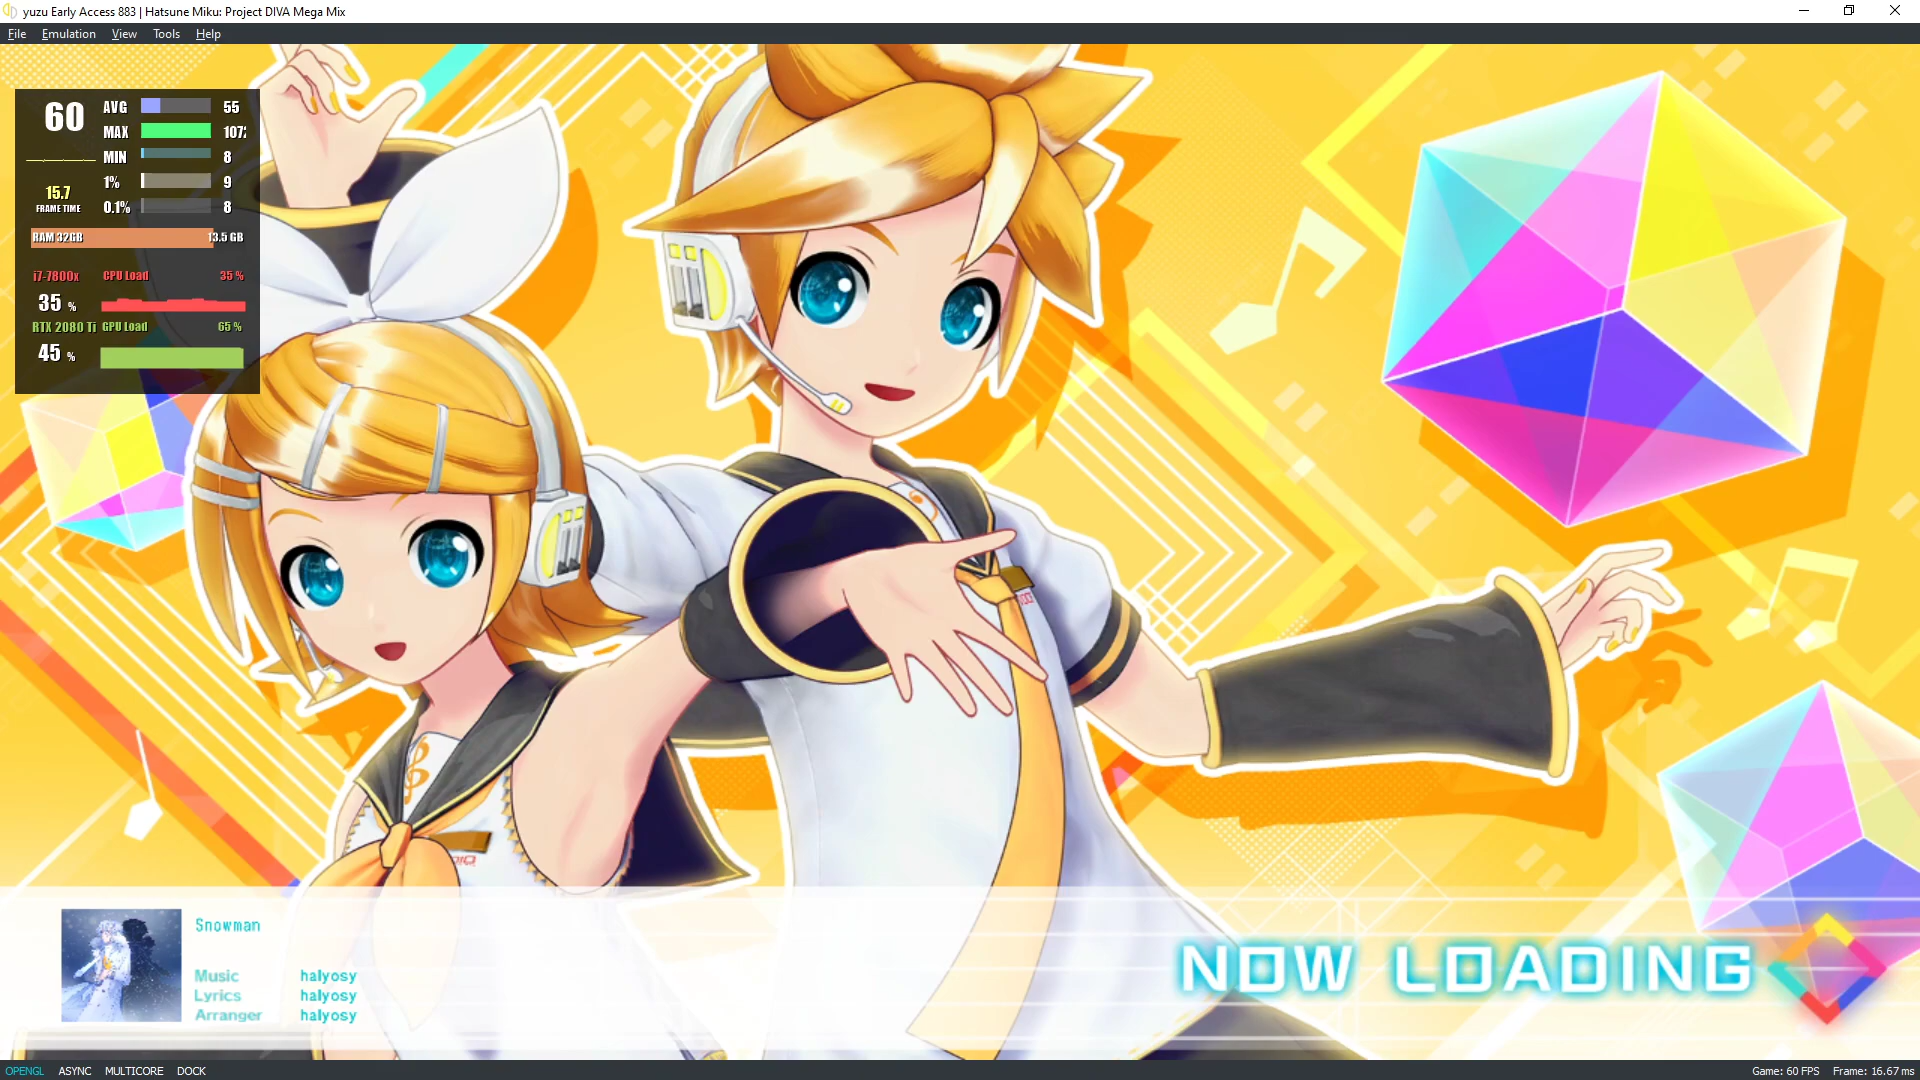 yuzu Early Access 883 | Hatsune Miku: Project DIVA Mega Mix
File Emulation View Tools Help
60 AVG 55
MAX 107
MIN 8
1% 9
15.7
FRAME TIME 0.1% 8
RAM 32GB 13.5 GB
i7-7800x CPU Load 35 %
35 %
RTX 2080 Ti GPU Load 65 %
45 %
Snowman
Music halyosy
Lyrics halyosy
Arranger halyosy
NOW LOADING
OPENGL ASYNC MULTICORE DOCK Game: 60 FPS Frame: 16.67 ms